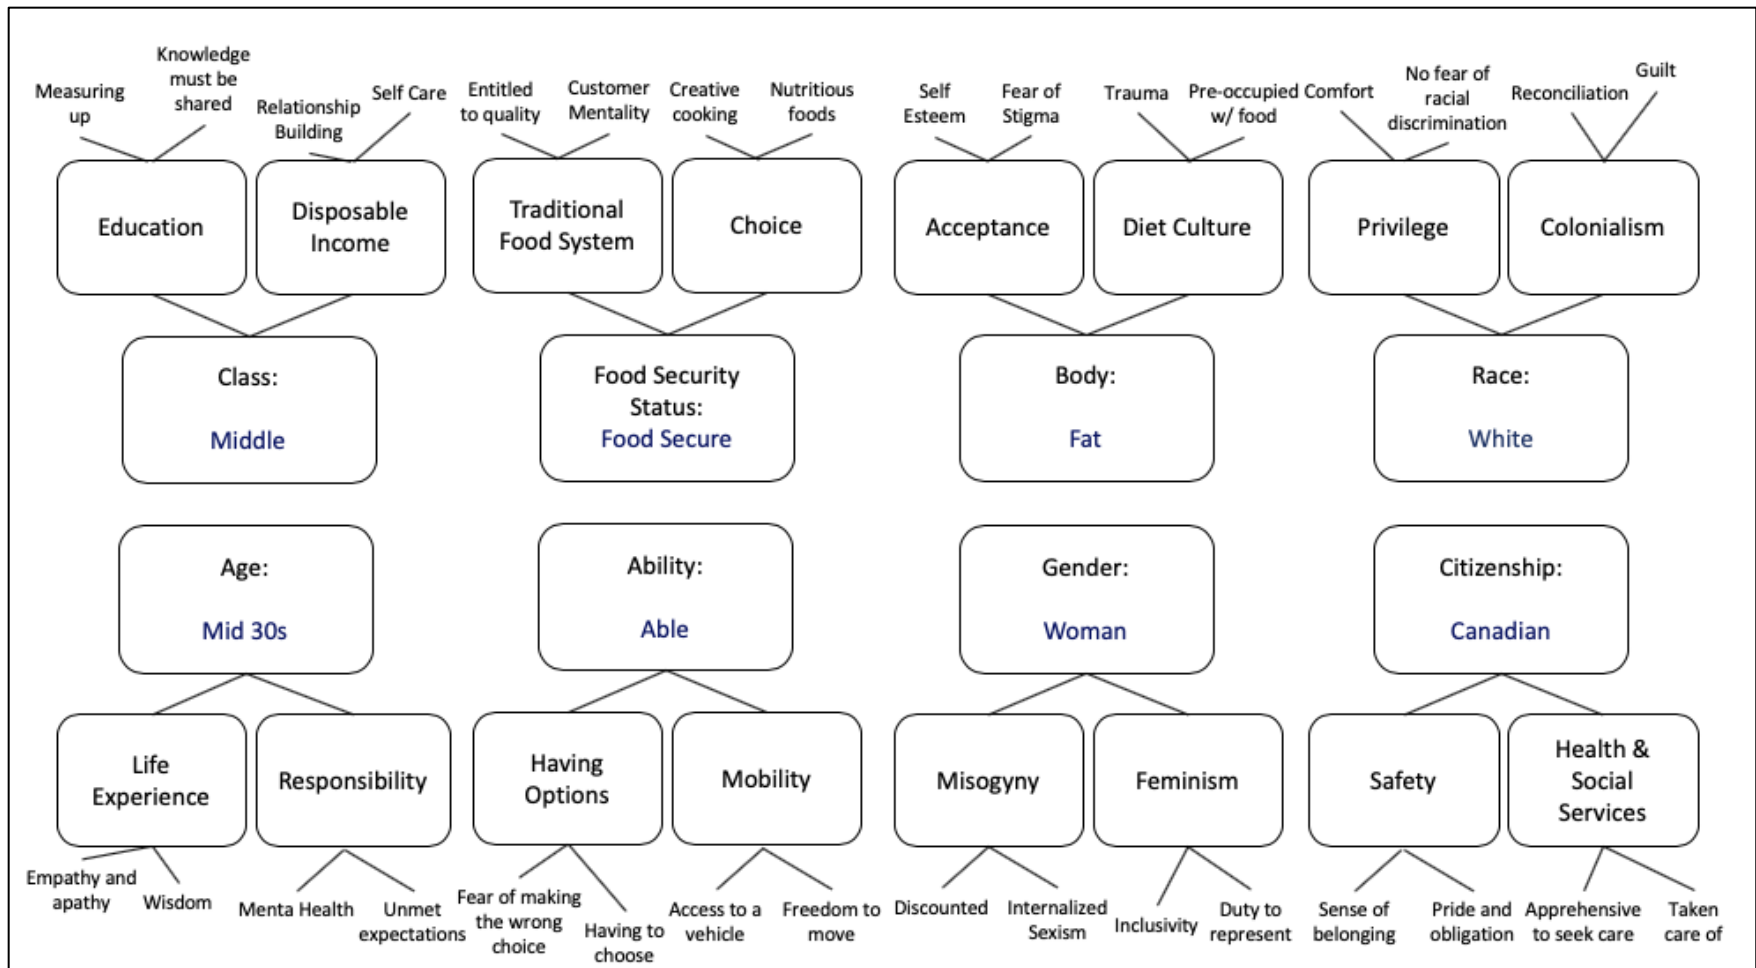 Measuring
up
Knowledge
must be
shared
Relationship
Building
Self Care
Entitled
to quality
Customer
Mentality
Creative
cooking
Nutritious
foods
Self
Esteem
Fear of
Stigma
Trauma
Pre-occupied
w/ food
Comfort
No fear of
racial
discrimination
Reconciliation
Guilt
Education
Disposable
Income
Traditional
Food System
Choice
Acceptance
Diet Culture
Privilege
Colonialism
Class:
Middle
Food Security
Status:
Food Secure
Body:
Fat
Race:
White
Age:
Mid 30s
Ability:
Able
Gender:
Woman
Citizenship:
Canadian
Life
Experience
Responsibility
Having
Options
Mobility
Misogyny
Feminism
Safety
Health &
Social
Services
Empathy and
apathy
Wisdom
Menta Health
Unmet
expectations
Fear of making
the wrong
choice
Having to
choose
Access to a
vehicle
Freedom to
move
Discounted
Internalized
Sexism
Inclusivity
Duty to
represent
Sense of
belonging
Pride and
obligation
Apprehensive
to seek care
Taken
care of